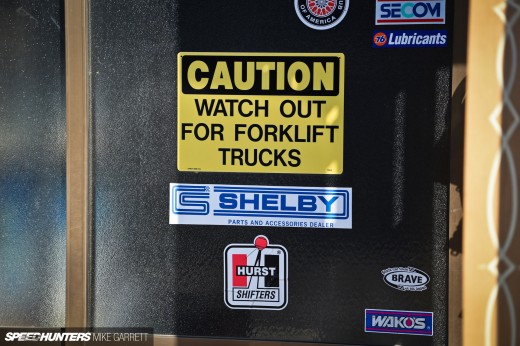 OF AMERICA
SECOM
76 Lubricants
CAUTION
WATCH OUT
FOR FORKLIFT
TRUCKS
SHELBY
PARTS AND ACCESSORIES DEALER
HURST
SHIFTERS
BRAVE
WAKO'S
SPEEDHUNTERS MIKE GARRETT